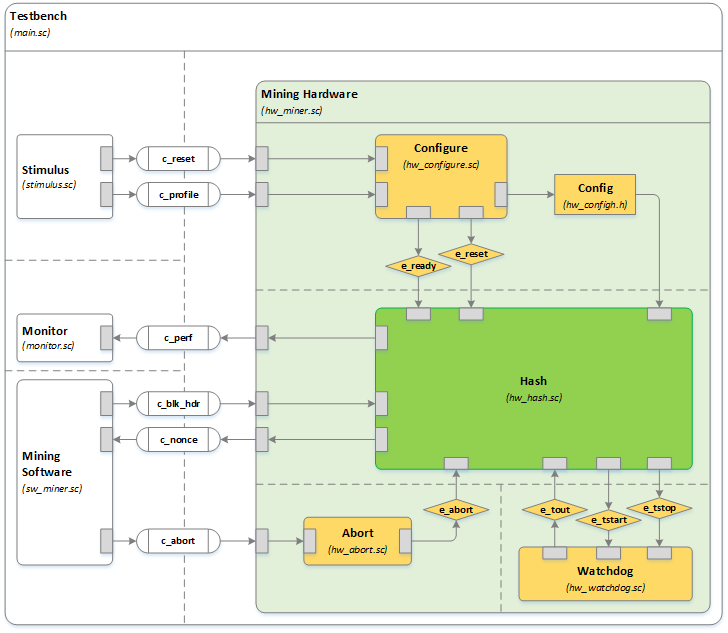 Testbench
(main.sc)
Mining Hardware
(hw_miner.sc)
Stimulus
(stimulus.sc)
c_reset
c_profile
Configure
(hw_configure.sc)
Config
(hw_configh.h)
e_ready
e_reset
Monitor
(monitor.sc)
c_perf
Hash
(hw_hash.sc)
Mining
Software
(sw_miner.sc)
c_blk_hdr
c_nonce
c_abort
Abort
(hw_abort.sc)
e_abort
e_tout
e_tstart
e_tstop
Watchdog
(hw_watchdog.sc)